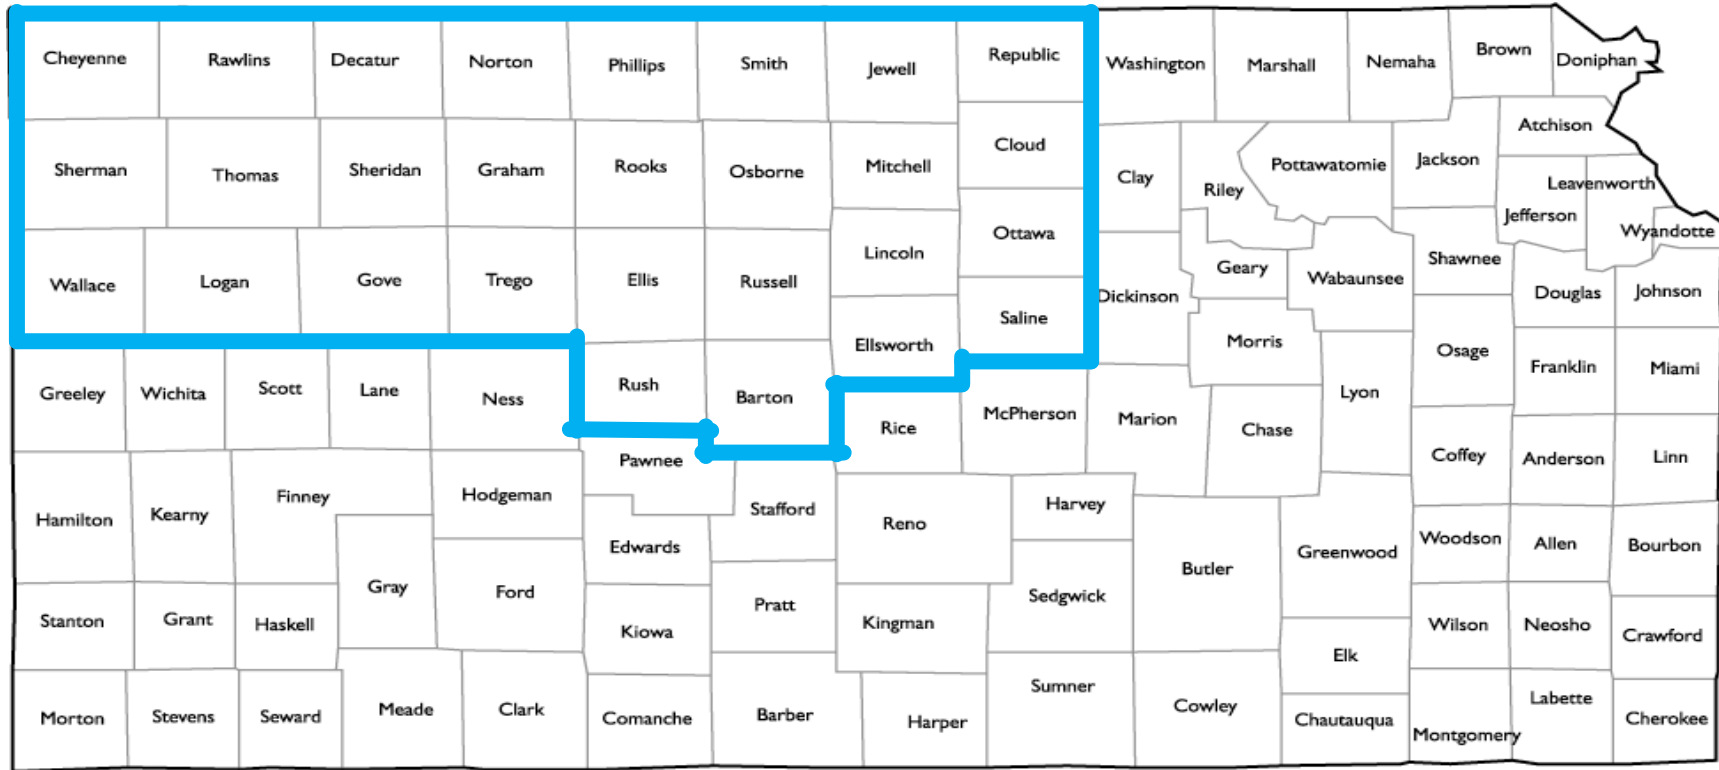 Cheyenne
Rawlins
Decatur
Norton
Phillips
Smith
Jewell
Republic
Washington
Marshall
Nemaha
Brown
Doniphan
Sherman
Thomas
Sheridan
Graham
Rooks
Osborne
Mitchell
Cloud
Clay
Riley
Pottawatomie
Jackson
Atchison
Leavenworth
Jefferson
Wyandotte
Wallace
Logan
Gove
Trego
Ellis
Russell
Lincoln
Ottawa
Dickinson
Geary
Wabaunsee
Shawnee
Douglas
Johnson
Ellsworth
Saline
Morris
Osage
Franklin
Miami
Greeley
Wichita
Scott
Lane
Ness
Rush
Barton
Rice
McPherson
Marion
Chase
Lyon
Coffey
Anderson
Linn
Hamilton
Kearny
Finney
Hodgeman
Pawnee
Stafford
Reno
Harvey
Edwards
Gray
Ford
Butler
Greenwood
Woodson
Allen
Bourbon
Stanton
Grant
Haskell
Kiowa
Pratt
Kingman
Sedgwick
Elk
Wilson
Neosho
Crawford
Morton
Stevens
Seward
Meade
Clark
Comanche
Barber
Harper
Sumner
Cowley
Chautauqua
Montgomery
Labette
Cherokee